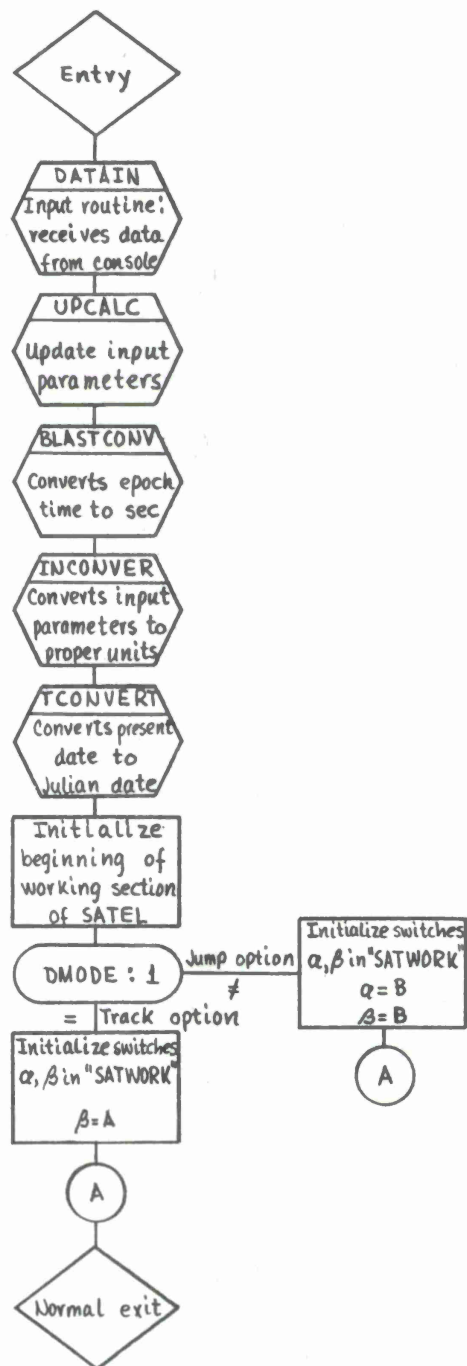 Entry
DATAIN
Input routine:
receives data
from console
UPCALC
Update input
parameters
BLASTCONV
Converts epoch
time to sec
INCONVER
Converts input
parameters to
proper units
TCONVERT
Converts present
date to
Julian date
Initialize
beginning of
working section
of SATEL
DMODE : 1
Jump option
≠
Initialize switches
α, β in "SATWORK"
α = B
β = B
A
= Track option
Initialize switches
α, β in "SATWORK"
β = A
A
Normal exit